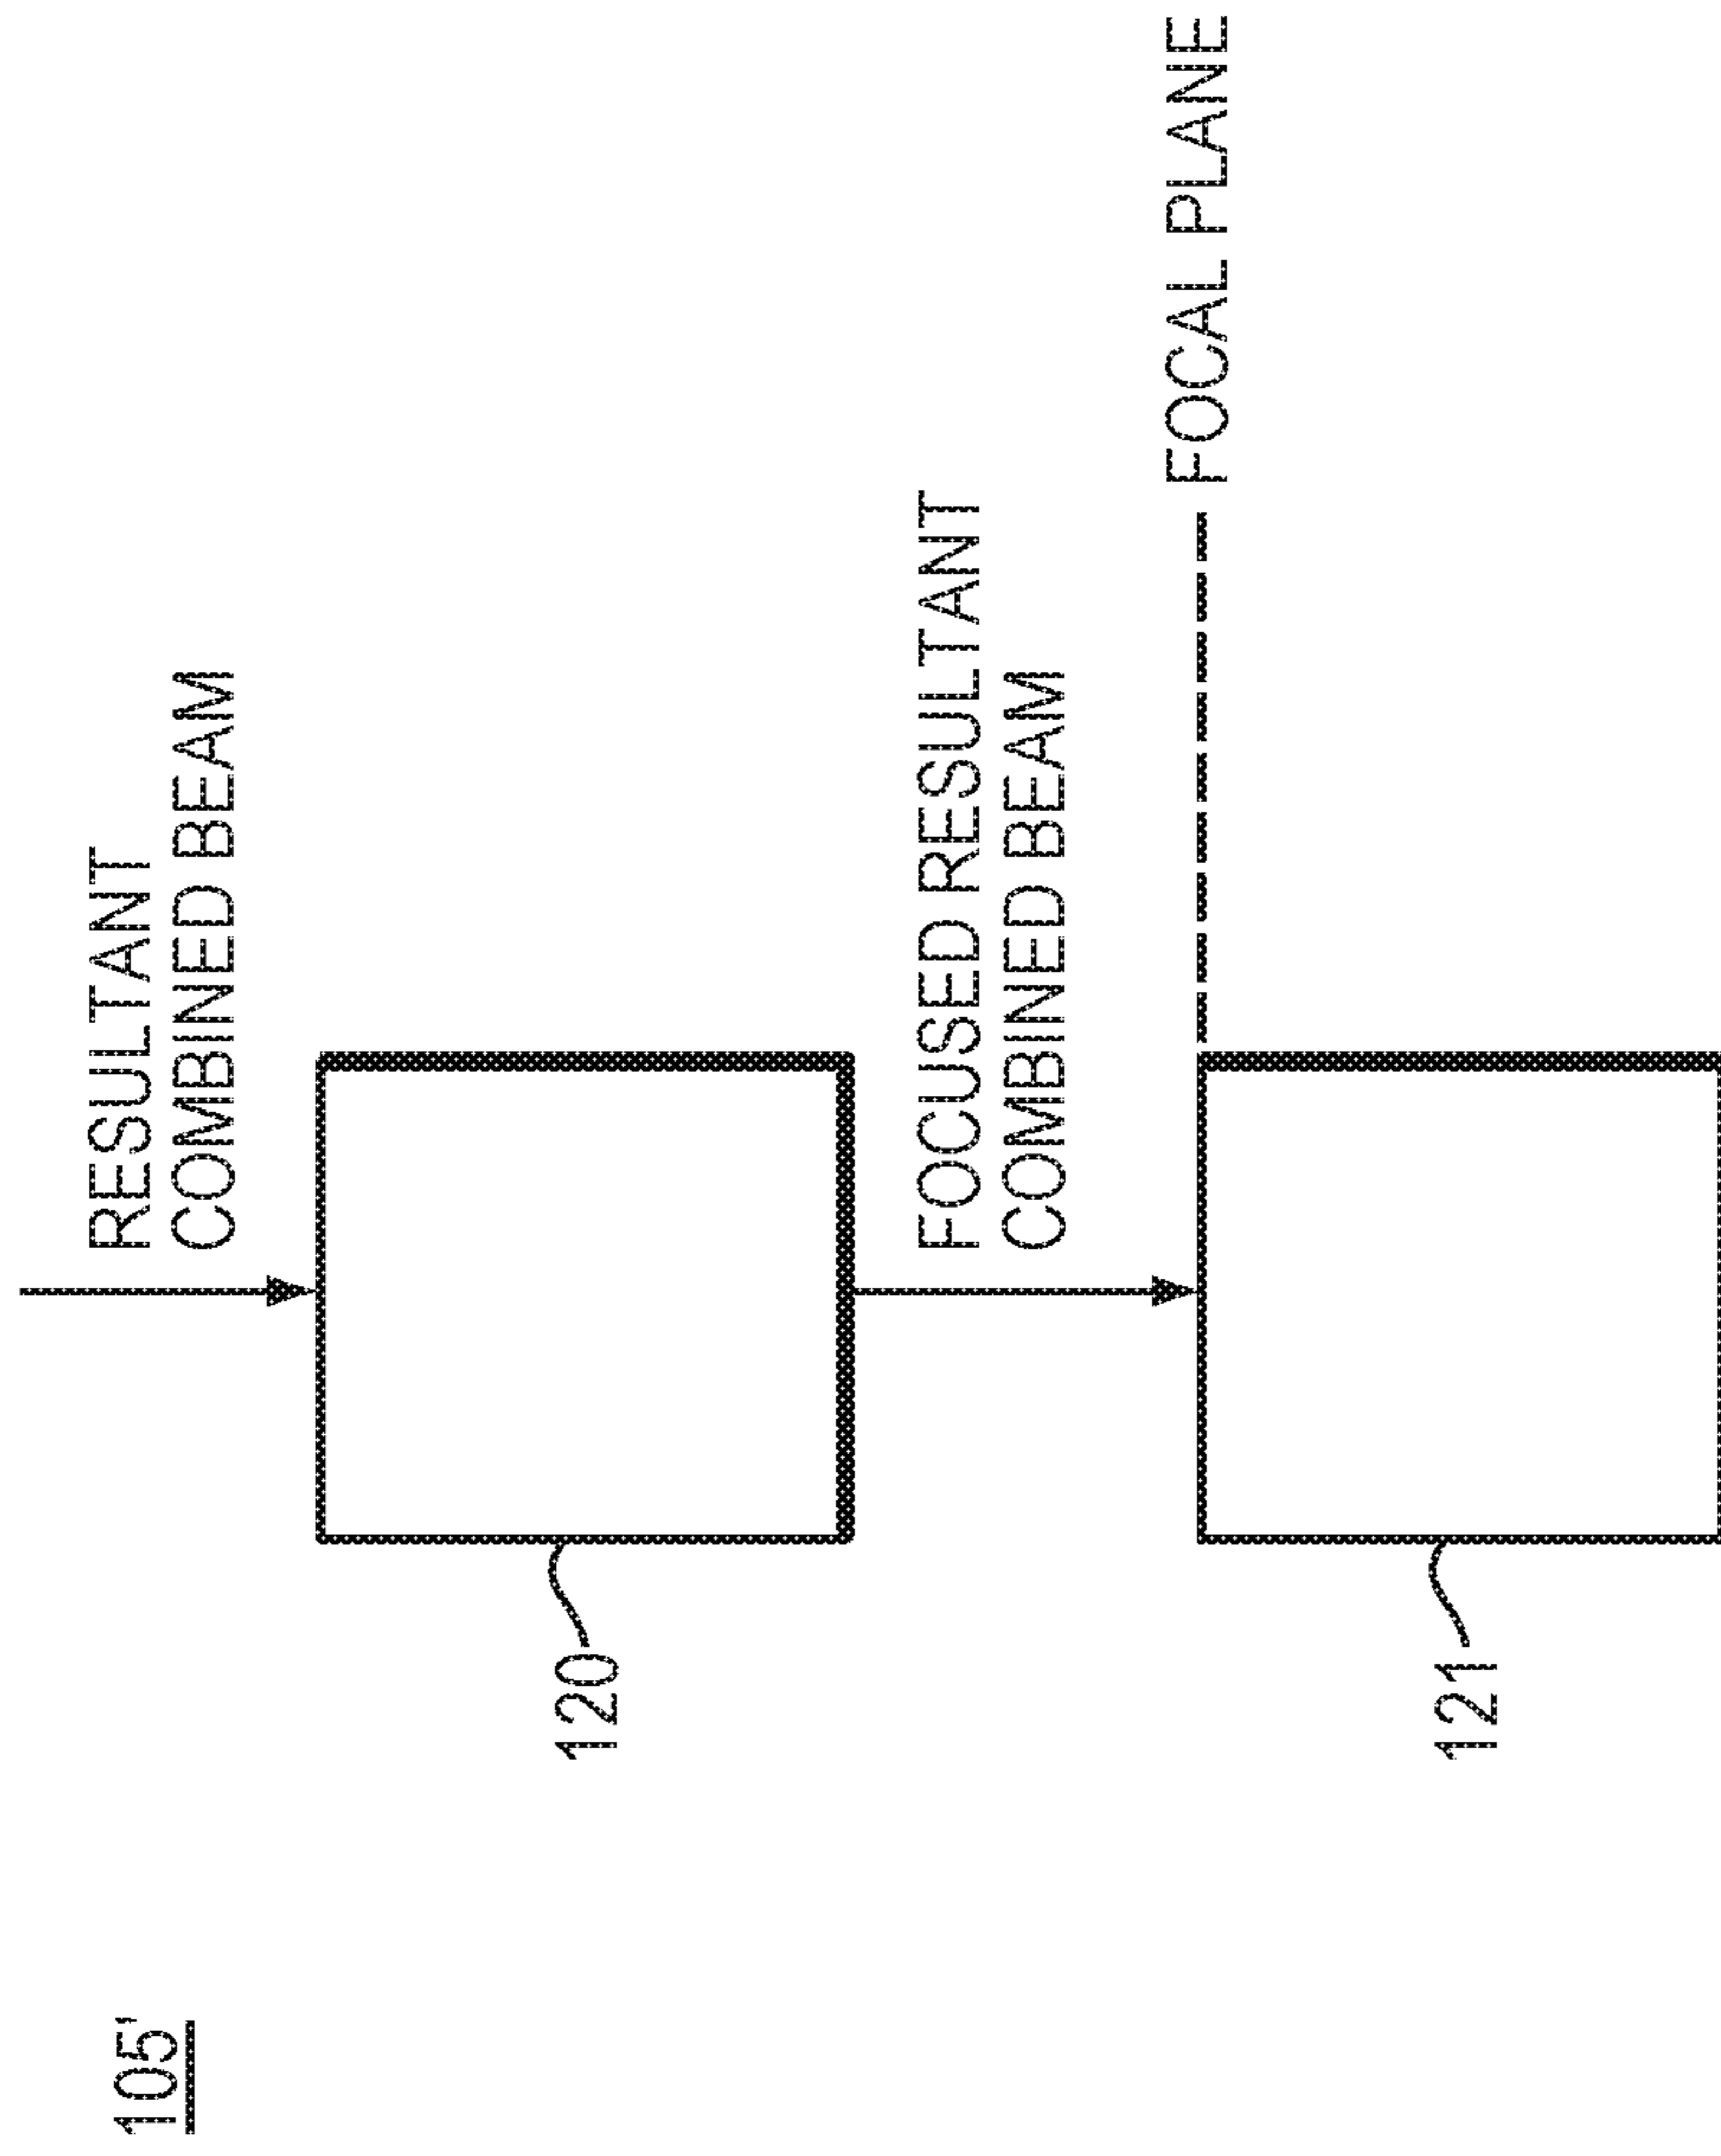 105'
RESULTANT
COMBINED BEAM
120
FOCUSED RESULTANT
COMBINED BEAM
121
FOCAL PLANE